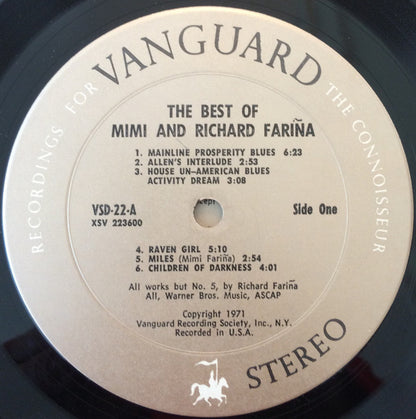 RECORDINGS FOR VANGUARD THE CONNOISSEUR
THE BEST OF
MIMI AND RICHARD FARIÑA
1. MAINLINE PROSPERITY BLUES 6:23
2. ALLEN'S INTERLUDE 2:53
3. HOUSE UN-AMERICAN BLUES
ACTIVITY DREAM 3:08
VSD-22-A
XSV 223600
Side One
4. RAVEN GIRL 5:10
5. MILES (Mimi Fariña) 2:54
6. CHILDREN OF DARKNESS 4:01
All works but No. 5, by Richard Fariña
All, Warner Bros. Music, ASCAP
Copyright 1971
Vanguard Recording Society, Inc., N.Y.
Recorded in U.S.A.
STEREO